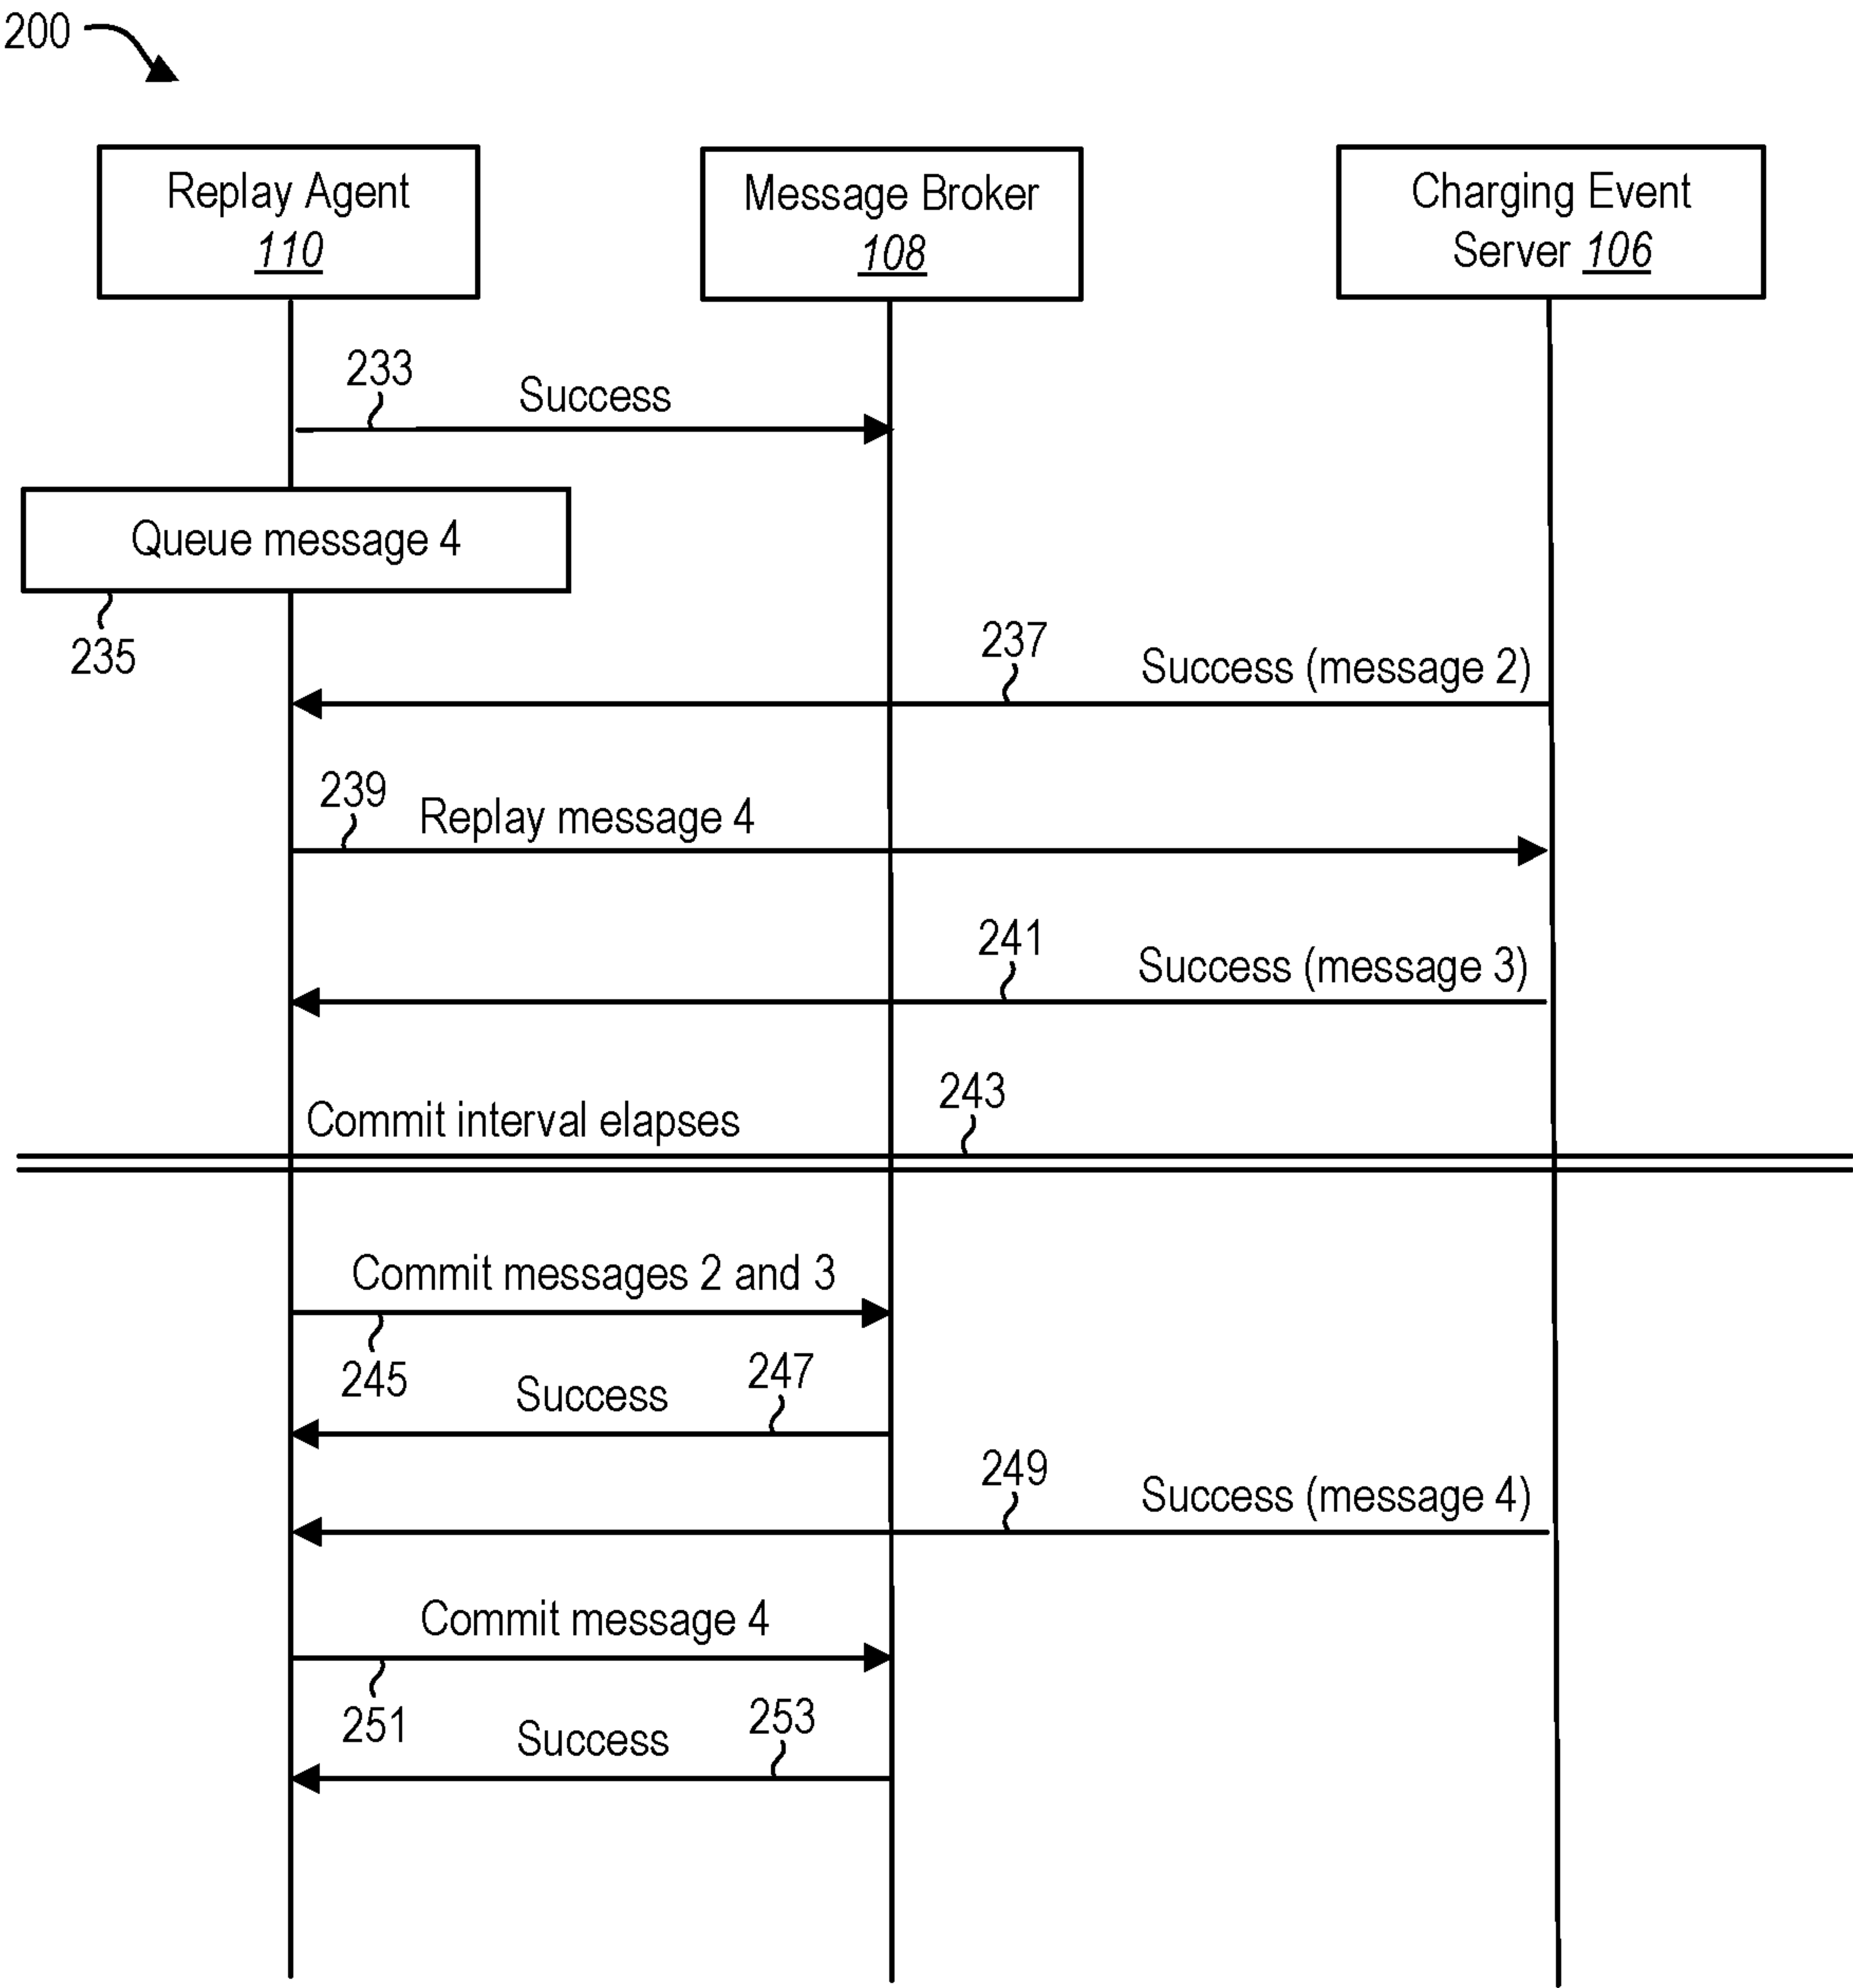 200
Replay Agent
110
Message Broker
108
Charging Event
Server 106
233
Success
Queue message 4
235
237
Success (message 2)
239
Replay message 4
241
Success (message 3)
243
Commit interval elapses
Commit messages 2 and 3
245
247
Success
249
Success (message 4)
Commit message 4
251
253
Success